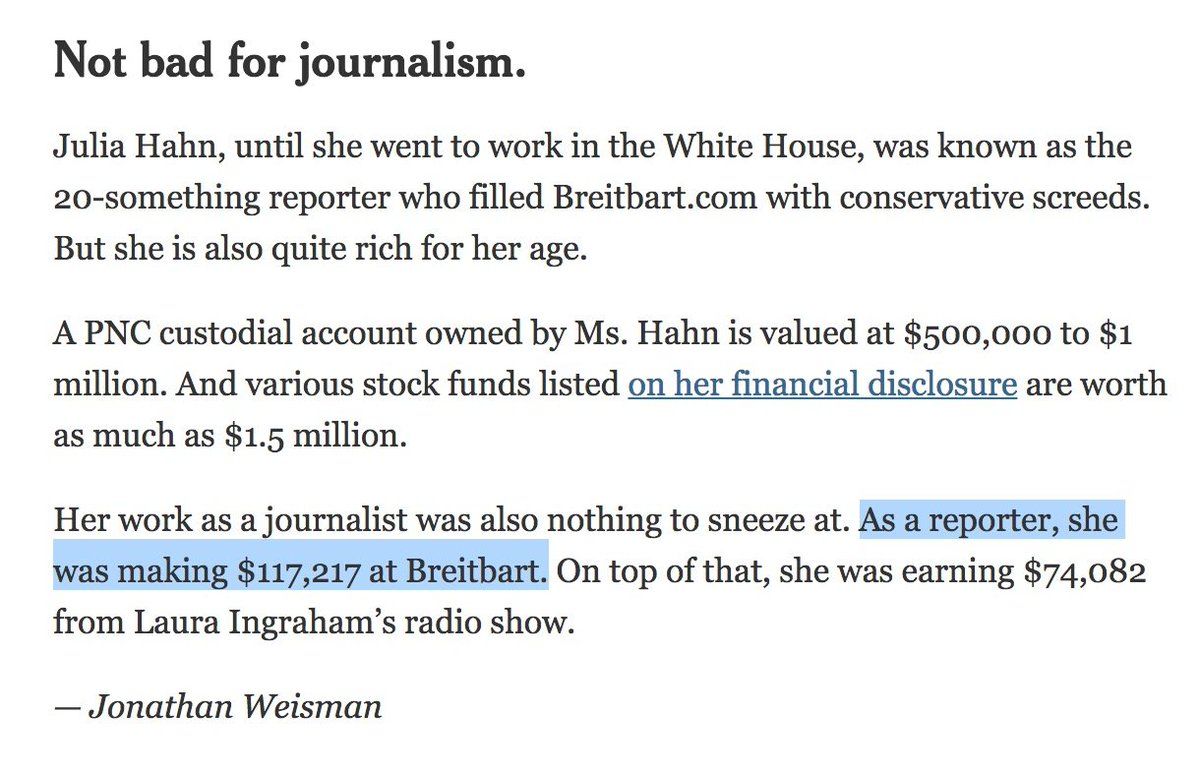 Not bad for journalism.
Julia Hahn, until she went to work in the White House, was known as the
20-something reporter who filled Breitbart.com with conservative screeds.
But she is also quite rich for her age.
A PNC custodial account owned by Ms. Hahn is valued at $500,000 to $1
million. And various stock funds listed on her financial disclosure are worth
as much as $1.5 million.
Her work as a journalist was also nothing to sneeze at. As a reporter, she
was making $117,217 at Breitbart. On top of that, she was earning $74,082
from Laura Ingraham’s radio show.
— Jonathan Weisman